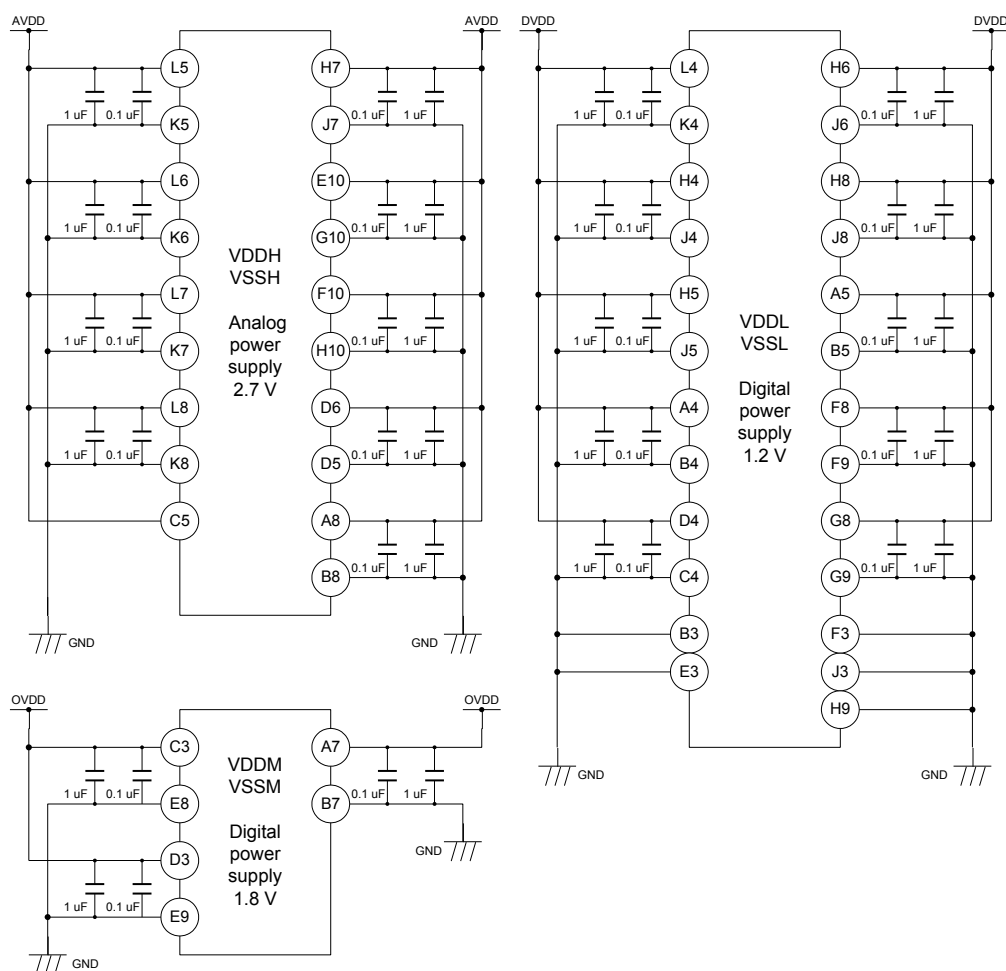 AVDD AVDD DVDD DVDD
L5 H7 L4 H6
1 uF 0.1 uF 0.1 uF 1 uF 1 uF 0.1 uF 0.1 uF 1 uF
K5 J7 K4 J6
L6 E10 H4 H8
1 uF 0.1 uF 0.1 uF 1 uF 1 uF 0.1 uF 0.1 uF 1 uF
K6 G10 J4 J8
VDDH
VSSH
L7 F10 H5 A5
Analog
power
supply
2.7 V
VDDL
VSSL
1 uF 0.1 uF 0.1 uF 1 uF 1 uF 0.1 uF 0.1 uF 1 uF
K7 H10 J5 B5
Digital
power
supply
1.2 V
L8 D6 A4 F8
1 uF 0.1 uF 0.1 uF 1 uF 1 uF 0.1 uF 0.1 uF 1 uF
K8 D5 B4 F9
C5 A8 D4 G8
0.1 uF 1 uF 1 uF 0.1 uF 0.1 uF 1 uF
B8 C4 G9
B3 F3
GND GND
E3 J3
H9
GND GND
OVDD OVDD
C3 A7
VDDM
VSSM
1 uF 0.1 uF 0.1 uF 1 uF
E8 B7
Digital
power
supply
1.8 V
GND
D3
1 uF 0.1 uF
E9
GND